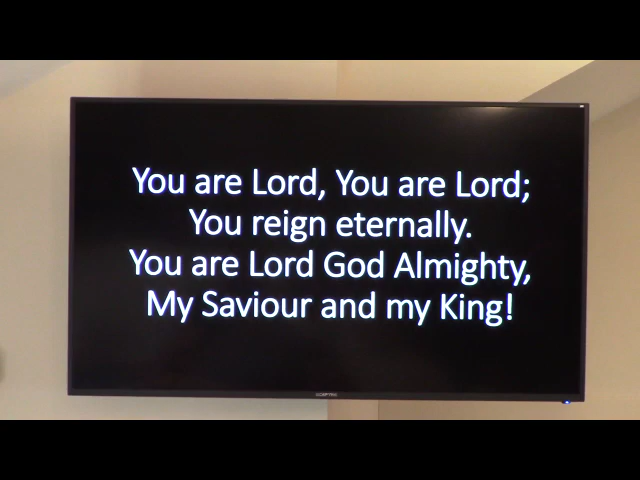 You are Lord, You are Lord;
You reign eternally.
You are Lord God Almighty,
My Saviour and my King!
SCEPTRE